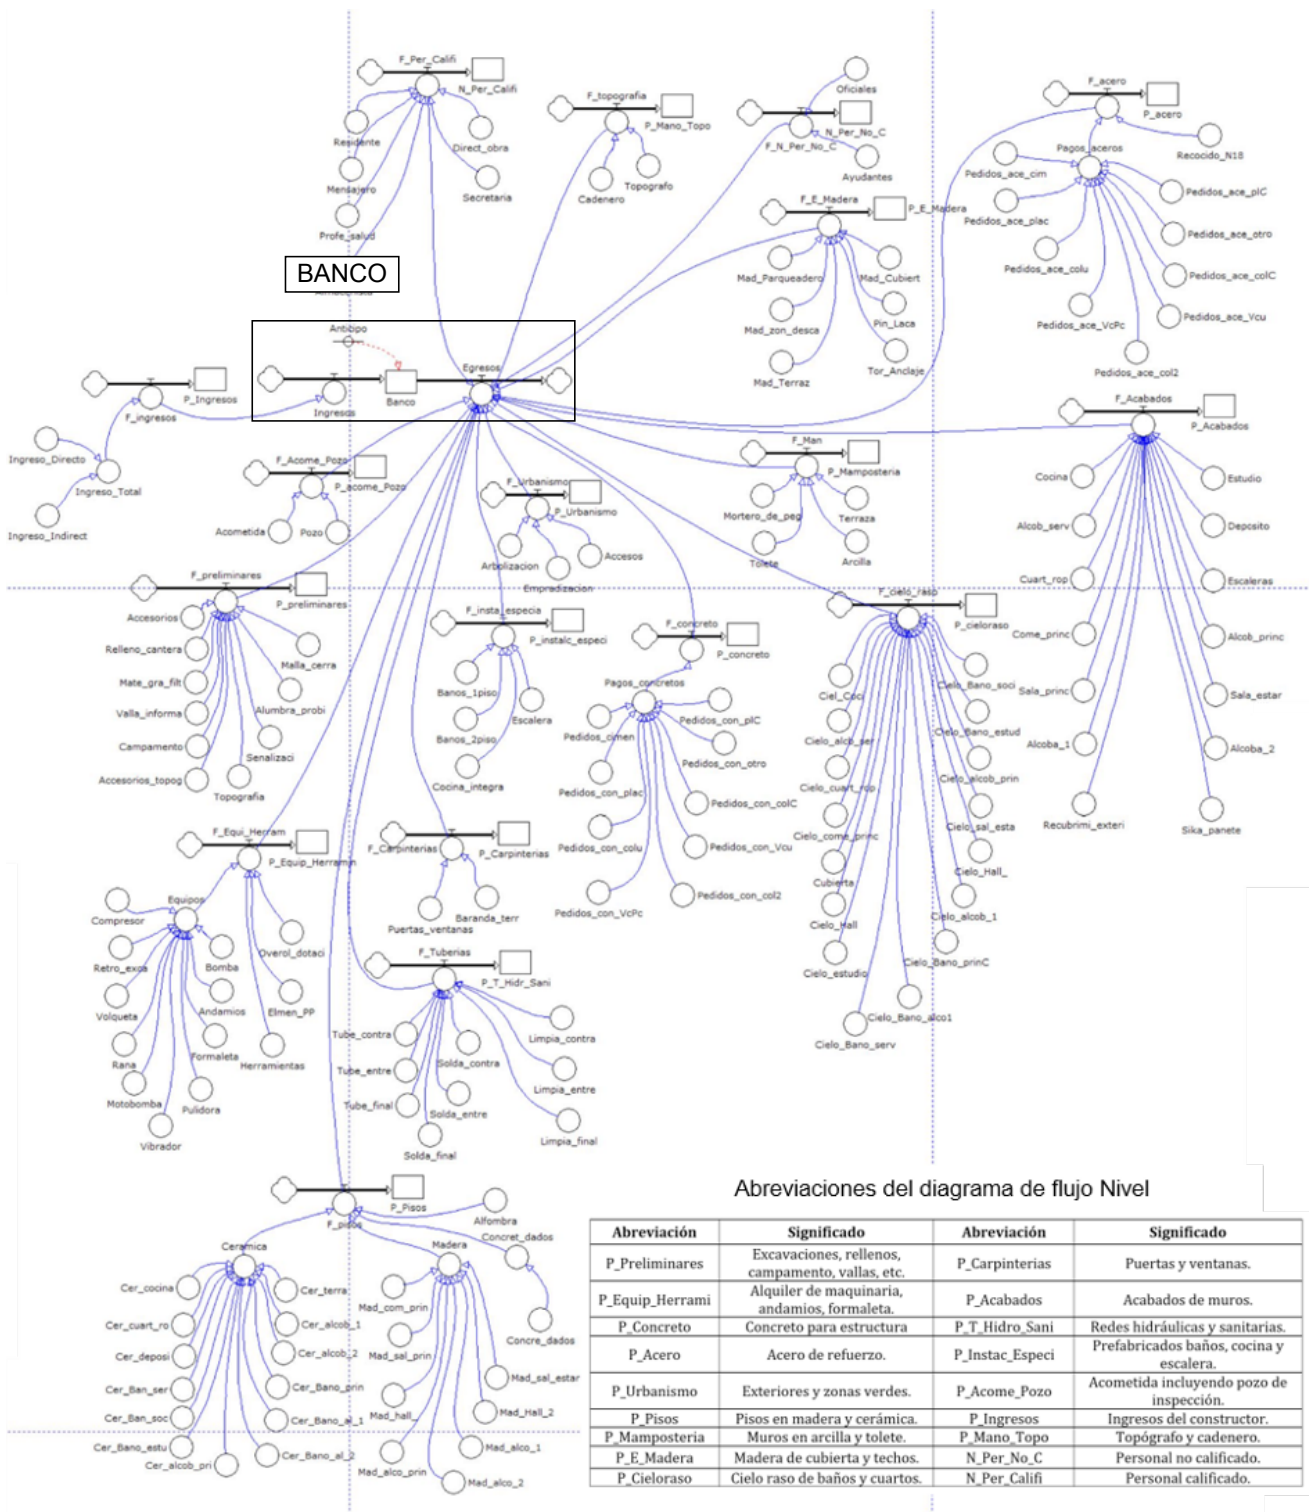 F_Per_Califi
N_Per_Califi
Residente
Direct_obra
Mensajero
Secretaria
Profe_salud
F_topografia
P_Mano_Topo
Cadenero
Topografo
Oficiales
N_Per_No_C
F_N_Per_No_C
Ayudantes
F_E_Madera
P_E_Madera
Mad_Parqueadero
Mad_Cubiert
Mad_zon_desca
Pin_Laca
Mad_Terraz
Tor_Anclaje
F_acero
P_acero
Pagos_aceros
Recocido_N18
Pedidos_ace_cim
Pedidos_ace_plC
Pedidos_ace_plac
Pedidos_ace_otro
Pedidos_ace_colu
Pedidos_ace_colC
Pedidos_ace_VcPc
Pedidos_ace_Vcu
Pedidos_ace_col2
BANCO
Anticipo
Egresos
Ingresos
Banco
P_Ingresos
F_ingresos
Ingreso_Directo
Ingreso_Total
Ingreso_Indirect
F_Acome_Pozo
P_acome_Pozo
Acometida
Pozo
F_Urbanismo
P_Urbanismo
Arbolizacion
Accesos
Empradizacion
F_Man
P_Mamposteria
Mortero_de_peg
Terraza
Tolete
Arcilla
F_Acabados
P_Acabados
Cocina
Estudio
Alcob_serv
Deposito
Cuart_rop
Escaleras
Come_princ
Alcob_princ
Sala_princ
Sala_estar
Alcoba_1
Alcoba_2
Recubrimi_exteri
Sika_panete
F_preliminares
P_preliminares
Accesorios
Relleno_cantera
Malla_cerra
Mate_gra_filt
Alumbra_probi
Valla_informa
Campamento
Senalizaci
Accesorios_topog
Topografia
F_insta_especia
P_instalc_especi
Banos_1piso
Escalera
Banos_2piso
Cocina_integra
F_concreto
P_concreto
Pagos_concretos
Pedidos_cimen
Pedidos_con_plC
Pedidos_con_otro
Pedidos_con_plac
Pedidos_con_colC
Pedidos_con_colu
Pedidos_con_Vcu
Pedidos_con_VcPc
Pedidos_con_col2
F_cielo_raso
P_cieloraso
Ciel_Coci
Cielo_Bano_soci
Cielo_alcb_ser
Cielo_Bano_estud
Cielo_cuart_rop
Cielo_alcob_prin
Cielo_come_princ
Cielo_sal_esta
Cubierta
Cielo_Hall_
Cielo_Hall
Cielo_alcob_1
Cielo_estudio
Cielo_Bano_prinC
Cielo_Bano_alco1
Cielo_Bano_serv
F_Equi_Herram
P_Equip_Herramin
Equipos
Compresor
Overol_dotaci
Retro_exca
Bomba
Volqueta
Andamios
Elmen_PP
Rana
Formaleta
Herramientas
Motobomba
Pulidora
Vibrador
F_Carpinterias
P_Carpinterias
Puertas_ventanas
Baranda_terr
F_Tuberias
P_T_Hidr_Sani
Tube_contra
Limpia_contra
Solda_contra
Tube_entre
Limpia_entre
Tube_final
Solda_entre
Limpia_final
Solda_final
P_Pisos
F_pisos
Alfombra
Ceramica
Madera
Concret_dados
Cer_cocina
Cer_terra
Mad_com_prin
Cer_cuart_ro
Cer_alcob_1
Concre_dados
Cer_deposi
Cer_alcob_2
Mad_sal_prin
Cer_Ban_ser
Cer_Bano_prin
Mad_sal_estar
Cer_Ban_soc
Cer_Bano_al_1
Mad_hall_
Mad_Hall_2
Cer_Bano_estu
Cer_Bano_al_2
Mad_alco_1
Cer_alcob_pri
Mad_alco_prin
Mad_alco_2
Abreviaciones del diagrama de flujo Nivel
Abreviación Significado Abreviación Significado
P_Preliminares Excavaciones, rellenos, campamento, vallas, etc. P_Carpinterias Puertas y ventanas.
P_Equip_Herrami Alquiler de maquinaria, andamios, formaleta. P_Acabados Acabados de muros.
P_Concreto Concreto para estructura P_T_Hidro_Sani Redes hidráulicas y sanitarias.
P_Acero Acero de refuerzo. P_Instac_Especi Prefabricados baños, cocina y escalera.
P_Urbanismo Exteriores y zonas verdes. P_Acome_Pozo Acometida incluyendo pozo de inspección.
P_Pisos Pisos en madera y cerámica. P_Ingresos Ingresos del constructor.
P_Mamposteria Muros en arcilla y tolete. P_Mano_Topo Topógrafo y cadenero.
P_E_Madera Madera de cubierta y techos. N_Per_No_C Personal no calificado.
P_Cieloraso Cielo raso de baños y cuartos. N_Per_Califi Personal calificado.